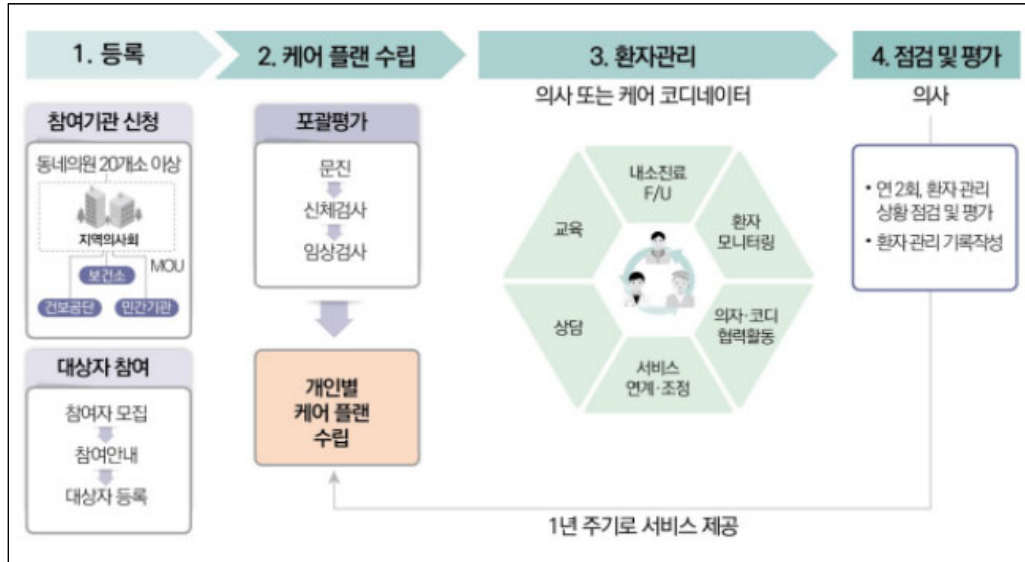 1. 등록
참여기관 신청
동네의원 20개소 이상
지역의사회
MOU
보건소
건보공단
민간기관
대상자 참여
참여자 모집
참여안내
대상자 등록
2. 케어 플랜 수립
포괄평가
문진
신체검사
임상검사
개인별
케어 플랜
수립
3. 환자관리
의사 또는 케어 코디네이터
내소진료
F/U
환자
모니터링
의자·코디
협력활동
서비스
연계·조정
상담
교육
4. 점검 및 평가
의사
• 연 2회, 환자 관리
상황 점검 및 평가
• 환자 관리 기록작성
1년 주기로 서비스 제공